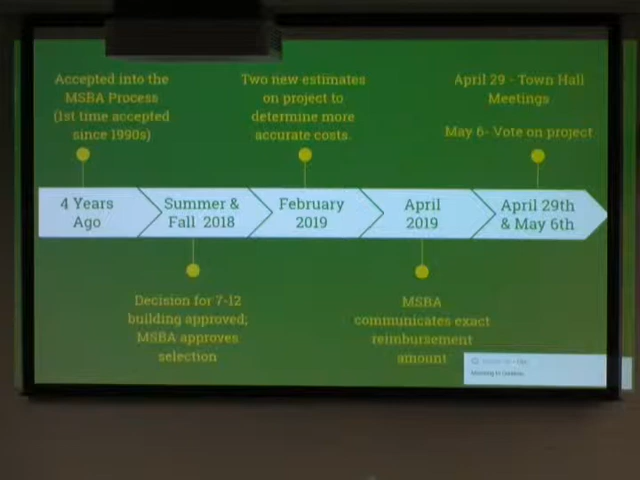 Accepted into the
MSBA Process
(1st time accepted
since 1990s)
Two new estimates
on project to
determine more
accurate costs.
April 29 - Town Hall
Meetings
May 6- Vote on project
4 Years
Ago
Summer &
Fall 2018
February
2019
April
2019
April 29th
& May 6th
Decision for 7-12
building approved;
MSBA approves
selection
MSBA
communicates exact
reimbursement
amount